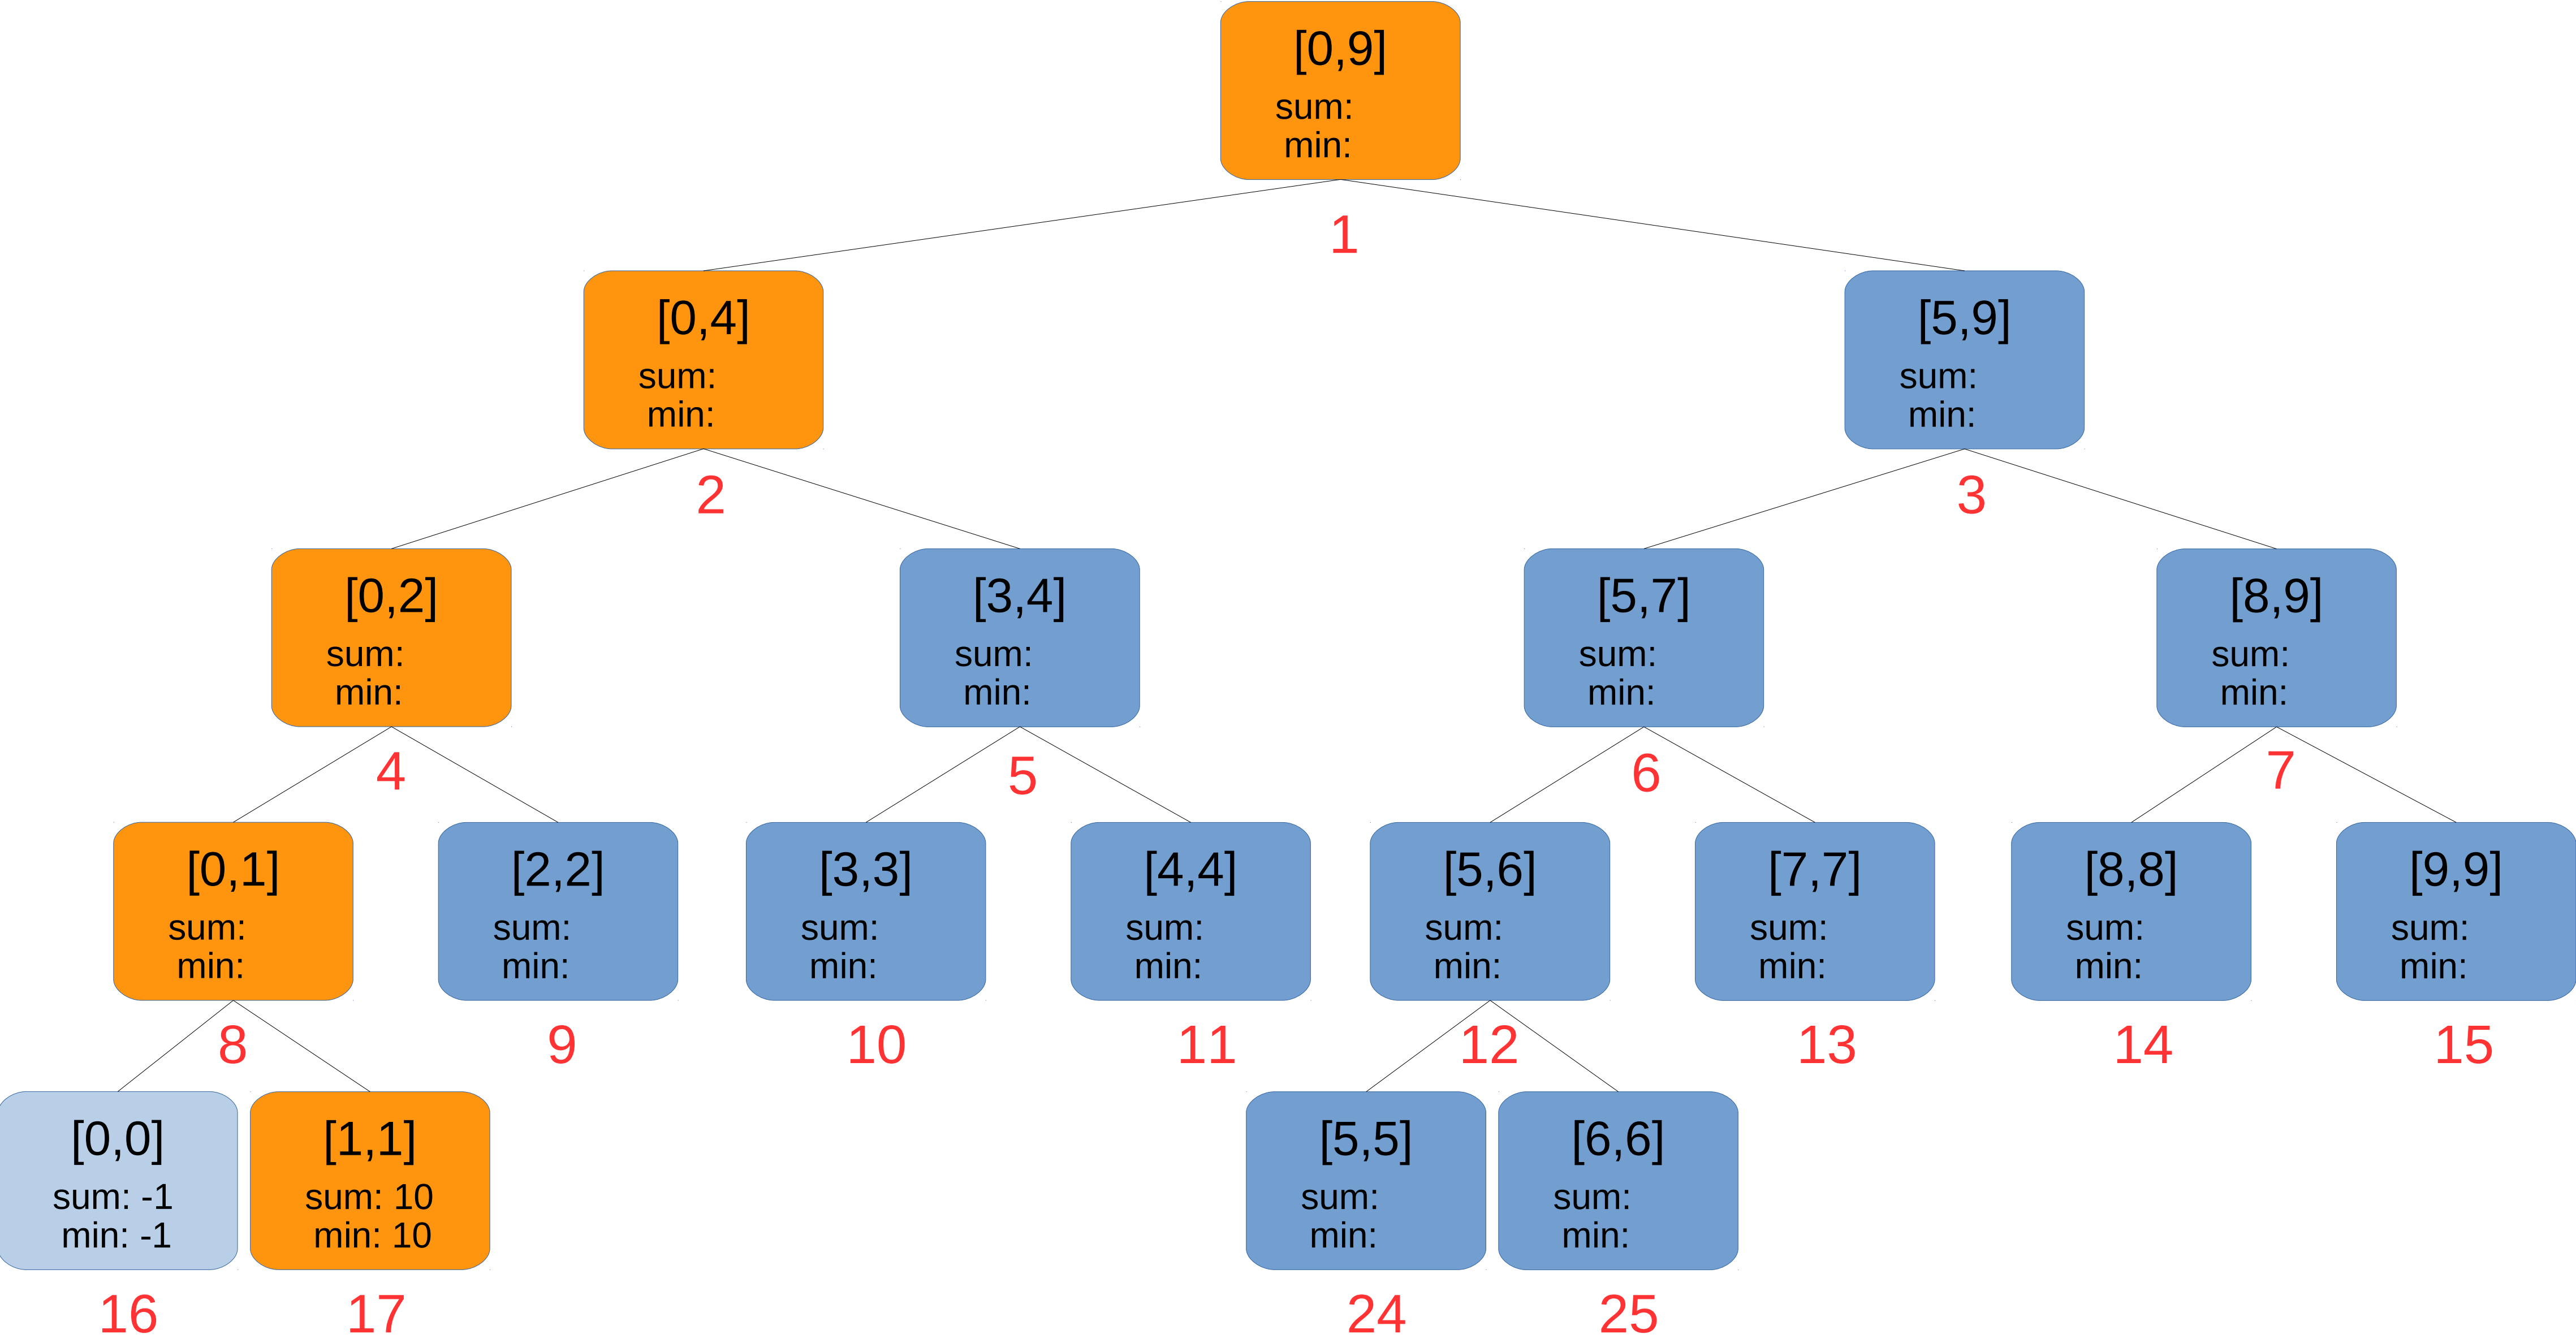 [0,9]
sum:
min:
1
[0,4]
sum:
min:
2
[5,9]
sum:
min:
3
[0,2]
sum:
min:
4
[3,4]
sum:
min:
5
[5,7]
sum:
min:
6
[8,9]
sum:
min:
7
[0,1]
sum:
min:
8
[2,2]
sum:
min:
9
[3,3]
sum:
min:
10
[4,4]
sum:
min:
11
[5,6]
sum:
min:
12
[7,7]
sum:
min:
13
[8,8]
sum:
min:
14
[9,9]
sum:
min:
15
[0,0]
sum: -1
min: -1
16
[1,1]
sum: 10
min: 10
17
[5,5]
sum:
min:
24
[6,6]
sum:
min:
25